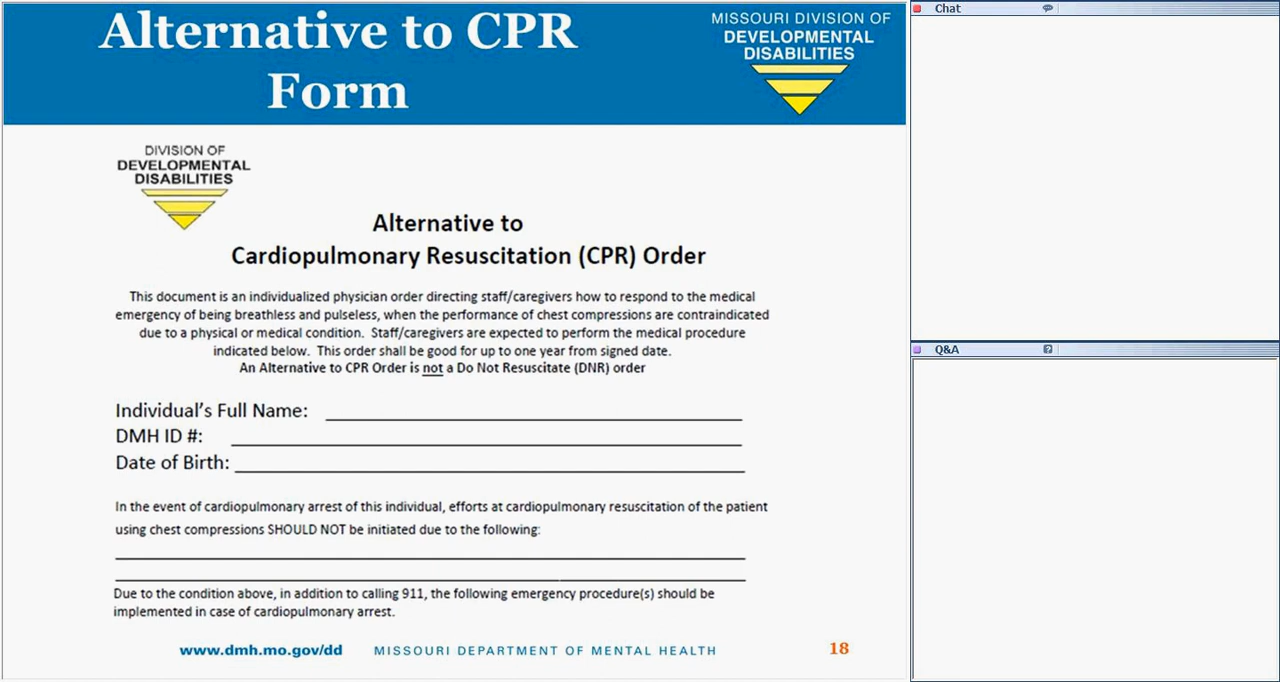 Alternative to CPR
Form
MISSOURI DIVISION OF
DEVELOPMENTAL
DISABILITIES
DIVISION OF
DEVELOPMENTAL
DISABILITIES
Alternative to
Cardiopulmonary Resuscitation (CPR) Order
This document is an individualized physician order directing staff/caregivers how to respond to the medical
emergency of being breathless and pulseless, when the performance of chest compressions are contraindicated
due to a physical or medical condition. Staff/caregivers are expected to perform the medical procedure
indicated below. This order shall be good for up to one year from signed date.
An Alternative to CPR Order is not a Do Not Resuscitate (DNR) order
Individual's Full Name:
DMH ID #:
Date of Birth:
In the event of cardiopulmonary arrest of this individual, efforts at cardiopulmonary resuscitation of the patient
using chest compressions SHOULD NOT be initiated due to the following:
Due to the condition above, in addition to calling 911, the following emergency procedure(s) should be
implemented in case of cardiopulmonary arrest.
www.dmh.mo.gov/dd MISSOURI DEPARTMENT OF MENTAL HEALTH 18
Chat
Q&A